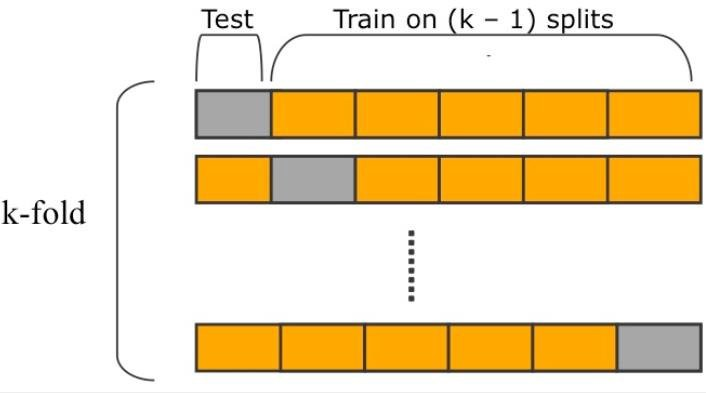 Test
Train on (k – 1) splits
k-fold